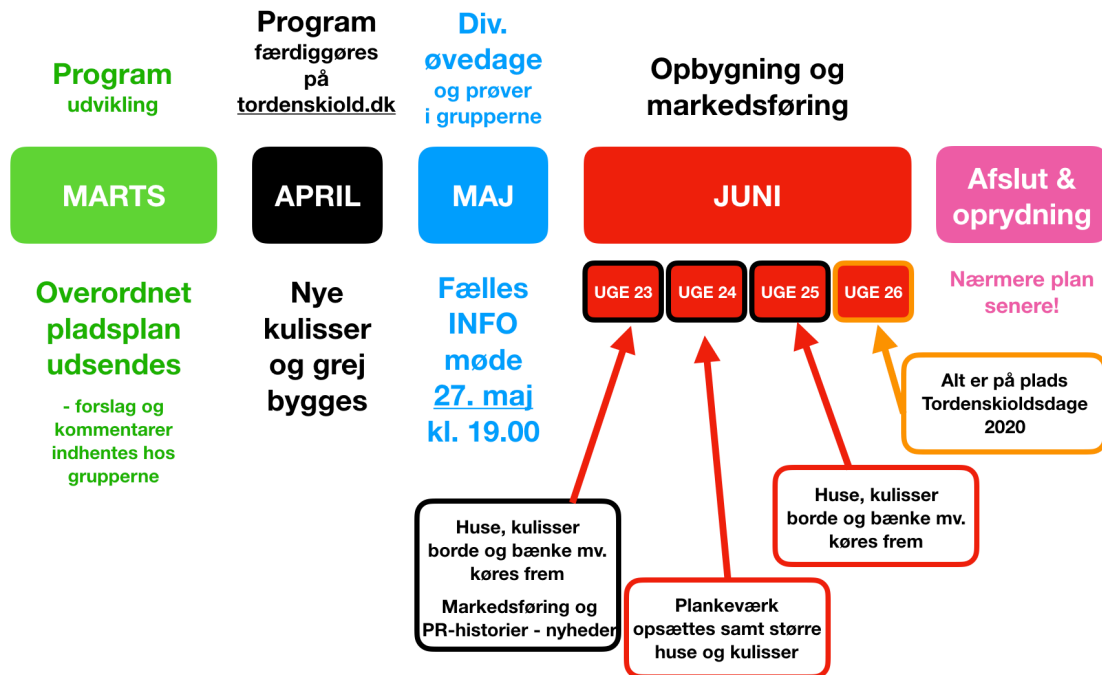 Program
udvikling
Program
færdiggøres
på
tordenskiold.dk
Div.
øvedage
og prøver
i grupperne
Opbygning og
markedsføring
MARTS
APRIL
MAJ
JUNI
Afslut &
oprydning
Overordnet
pladsplan
udsendes
- forslag og
kommentarer
indhentes hos
grupperne
Nye
kulisser
og grej
bygges
Fælles
INFO
møde
27. maj
kl. 19.00
UGE 23
UGE 24
UGE 25
UGE 26
Nærmere plan
senere!
Alt er på plads
Tordenskioldsdage
2020
Huse, kulisser
borde og bænke mv.
køres frem
Huse, kulisser
borde og bænke mv.
køres frem
Markedsføring og
PR-historier - nyheder
Plankeværk
opsættes samt større
huse og kulisser